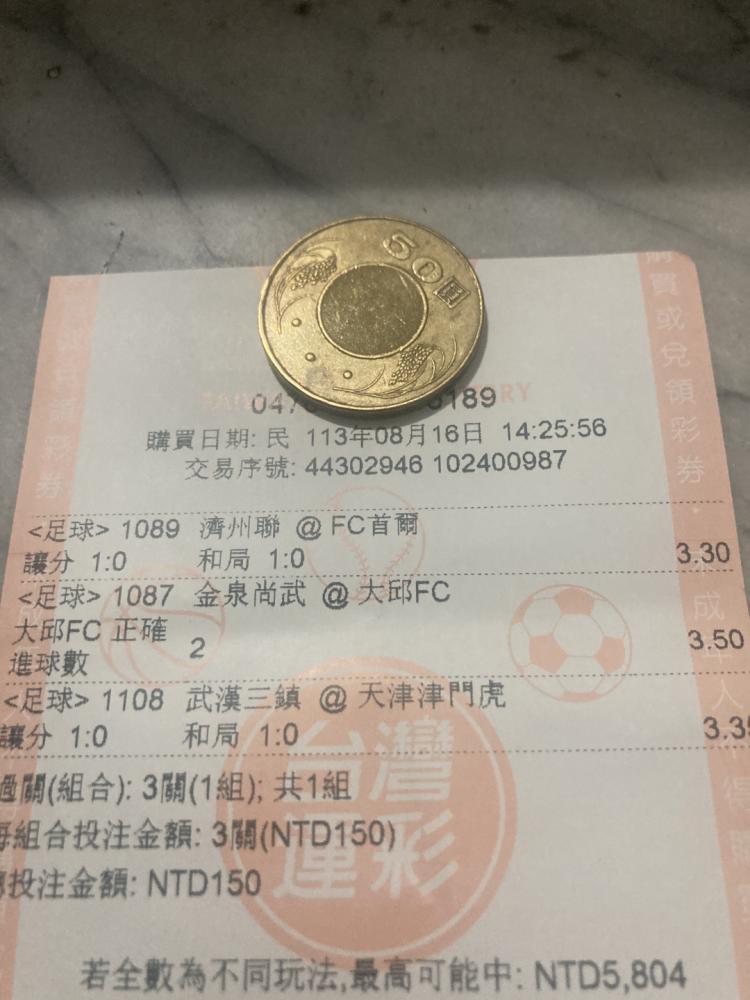 50圓
購買或兌領彩券
047 8189
購買日期: 民 113年08月16日 14:25:56
交易序號: 44302946 102400987
<足球> 1089 濟州聯 @ FC首爾
讓分 1:0 和局 1:0 3.30
<足球> 1087 金泉尚武 @ 大邱FC
大邱FC 正確
進球數 2 3.50
<足球> 1108 武漢三鎮 @ 天津津門虎
讓分 1:0 和局 1:0 3.35
過關(組合): 3關(1組); 共1組
每組合投注金額: 3關(NTD150)
投注金額: NTD150
台灣
運彩
若全數為不同玩法,最高可能中: NTD5,804